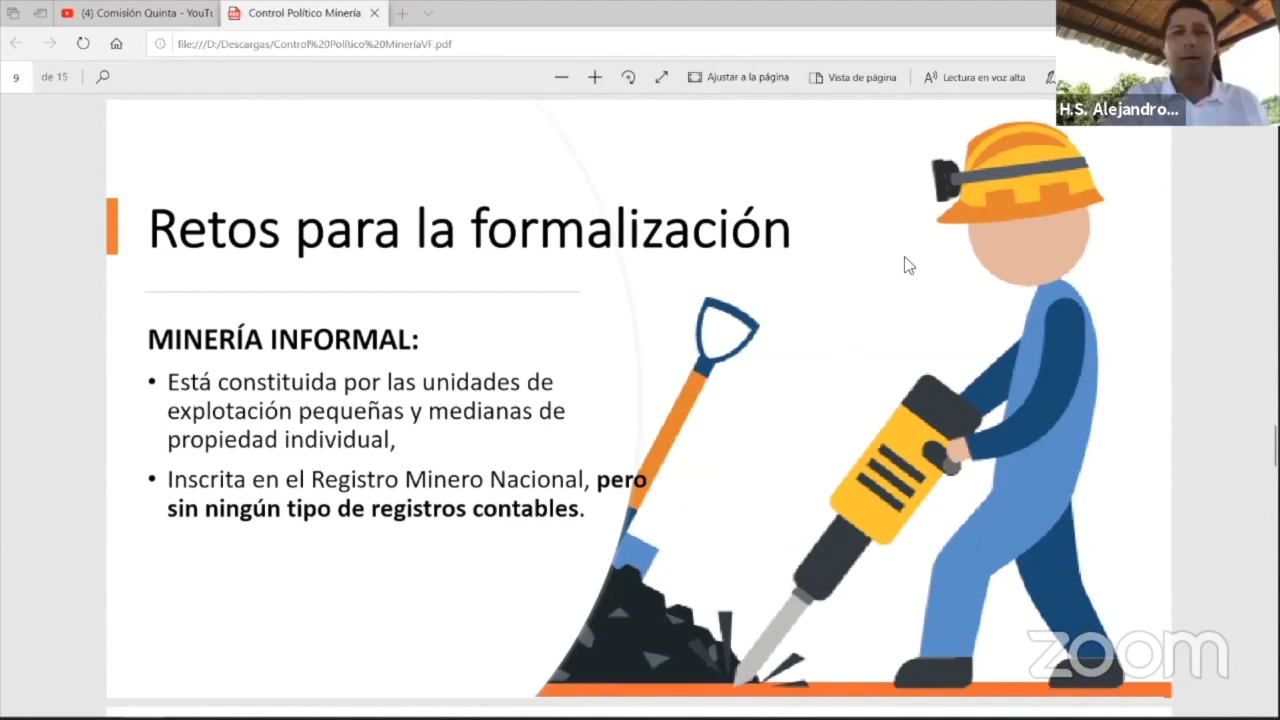 (4) Comisión Quinta - YouTu
Control Político Minería
file:///D:/Descargas/Control%20Político%20MineríaVF.pdf
9 de 15
Ajustar a la página
Vista de página
Lectura en voz alta
H.S. Alejandro...
Retos para la formalización
MINERÍA INFORMAL:
• Está constituida por las unidades de
explotación pequeñas y medianas de
propiedad individual,
• Inscrita en el Registro Minero Nacional, pero
sin ningún tipo de registros contables.
zoom